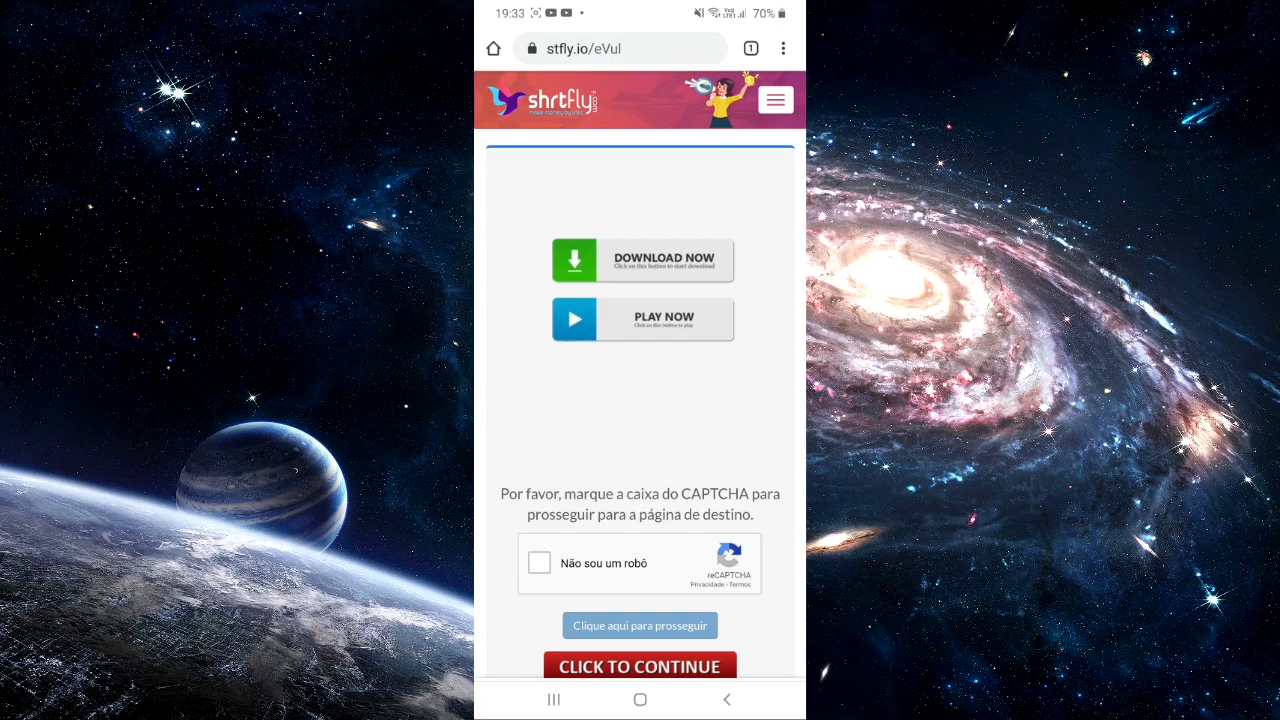 19:33
70%
stfly.io/eVul
1
shrtfly
.com
make money by links
DOWNLOAD NOW
Click on this button to start download
PLAY NOW
Click on this button to play
Por favor, marque a caixa do CAPTCHA para
prosseguir para a página de destino.
Não sou um robô
reCAPTCHA
Privacidade - Termos
Clique aqui para prosseguir
CLICK TO CONTINUE